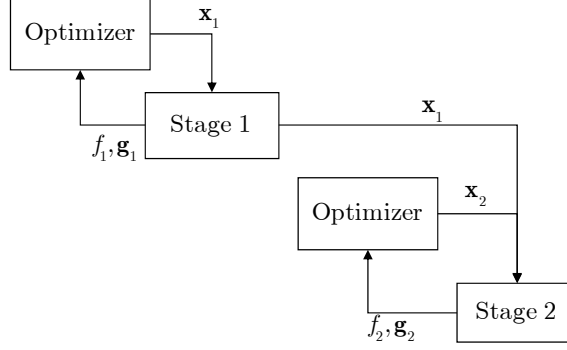 x₁
Optimizer
Stage 1
x₁
f₁,g₁
Optimizer
x₂
Stage 2
f₂,g₂